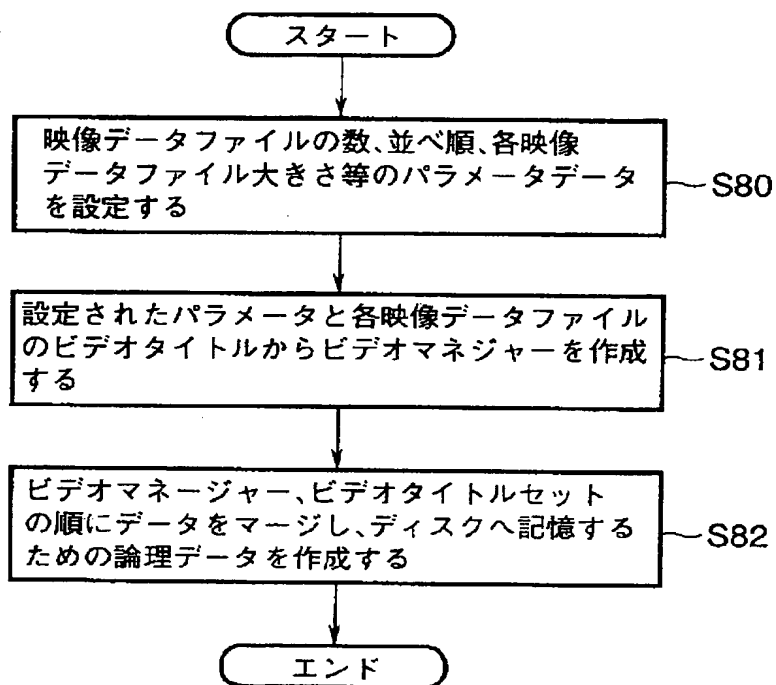 スタート
映像データファイルの数、並べ順、各映像
データファイル大きさ等のパラメータデータ
を設定する
S80
設定されたパラメータと各映像データファイル
のビデオタイトルからビデオマネジャーを作成
する
S81
ビデオマネージャー、ビデオタイトルセット
の順にデータをマージし、ディスクへ記憶する
ための論理データを作成する
S82
エンド